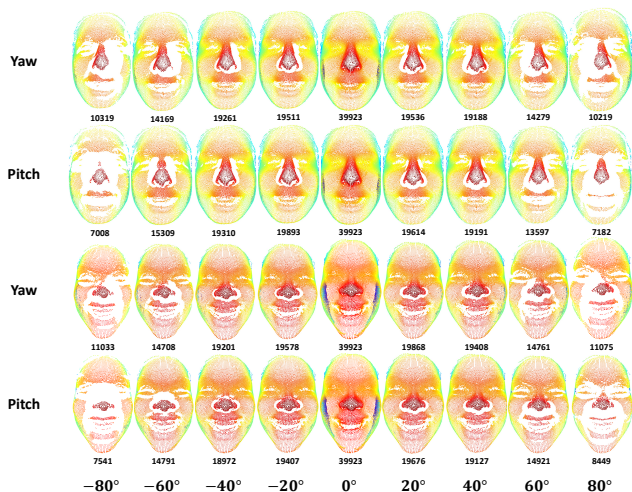 Yaw
10319 14169 19261 19511 39923 19536 19188 14279 10219
Pitch
7008 15309 19310 19893 39923 19614 19191 13597 7182
Yaw
11033 14708 19201 19578 39923 19868 19408 14761 11075
Pitch
7541 14791 18972 19407 39923 19676 19127 14921 8449
−80° −60° −40° −20° 0° 20° 40° 60° 80°